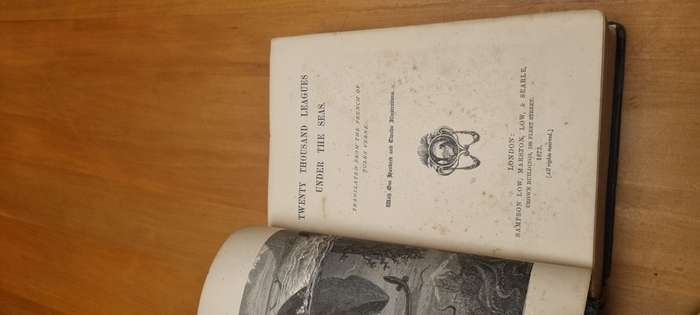 TWENTY THOUSAND LEAGUES
UNDER THE SEAS.
TRANSLATED FROM THE FRENCH OF
JULES VERNE.
With One Hundred and Twelve Illustrations.
LONDON:
SAMPSON LOW, MARSTON, LOW, & SEARLE,
CROWN BUILDINGS, 188 FLEET STREET.
1873.
[All rights reserved.]